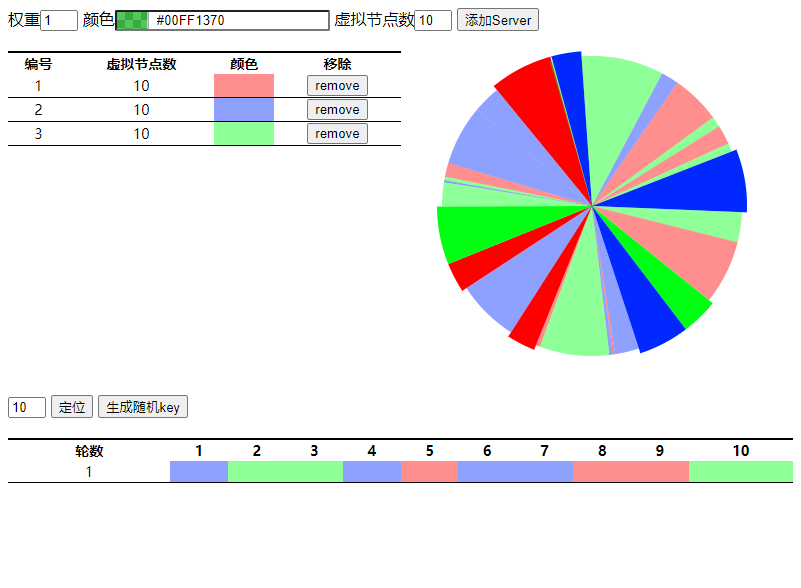 权重 1 颜色 #00FF1370 虚拟节点数 10 添加Server
编号 虚拟节点数 颜色 移除
1 10 remove
2 10 remove
3 10 remove
10 定位 生成随机key
轮数 1 2 3 4 5 6 7 8 9 10
1